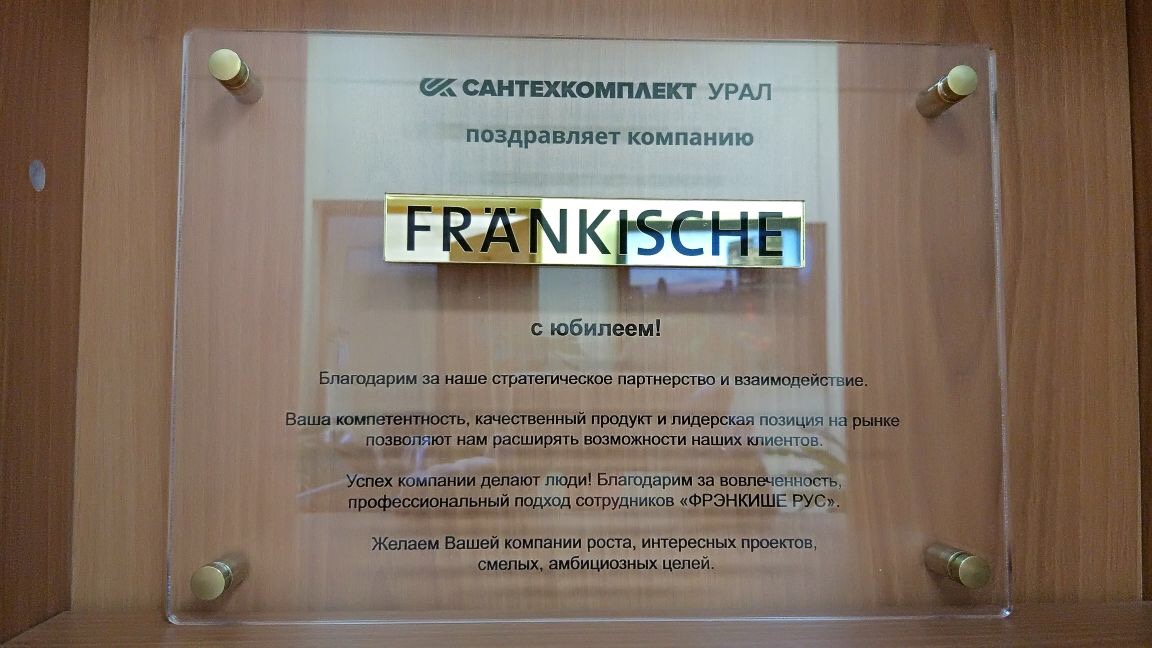 САНТЕХКОМПЛЕКТ УРАЛ
поздравляет компанию
FRÄNKISCHE
с юбилеем!
Благодарим за наше стратегическое партнерство и взаимодействие.
Ваша компетентность, качественный продукт и лидерская позиция на рынке
позволяют нам расширять возможности наших клиентов.
Успех компании делают люди! Благодарим за вовлеченность,
профессиональный подход сотрудников «ФРЭНКИШЕ РУС».
Желаем Вашей компании роста, интересных проектов,
смелых, амбициозных целей.